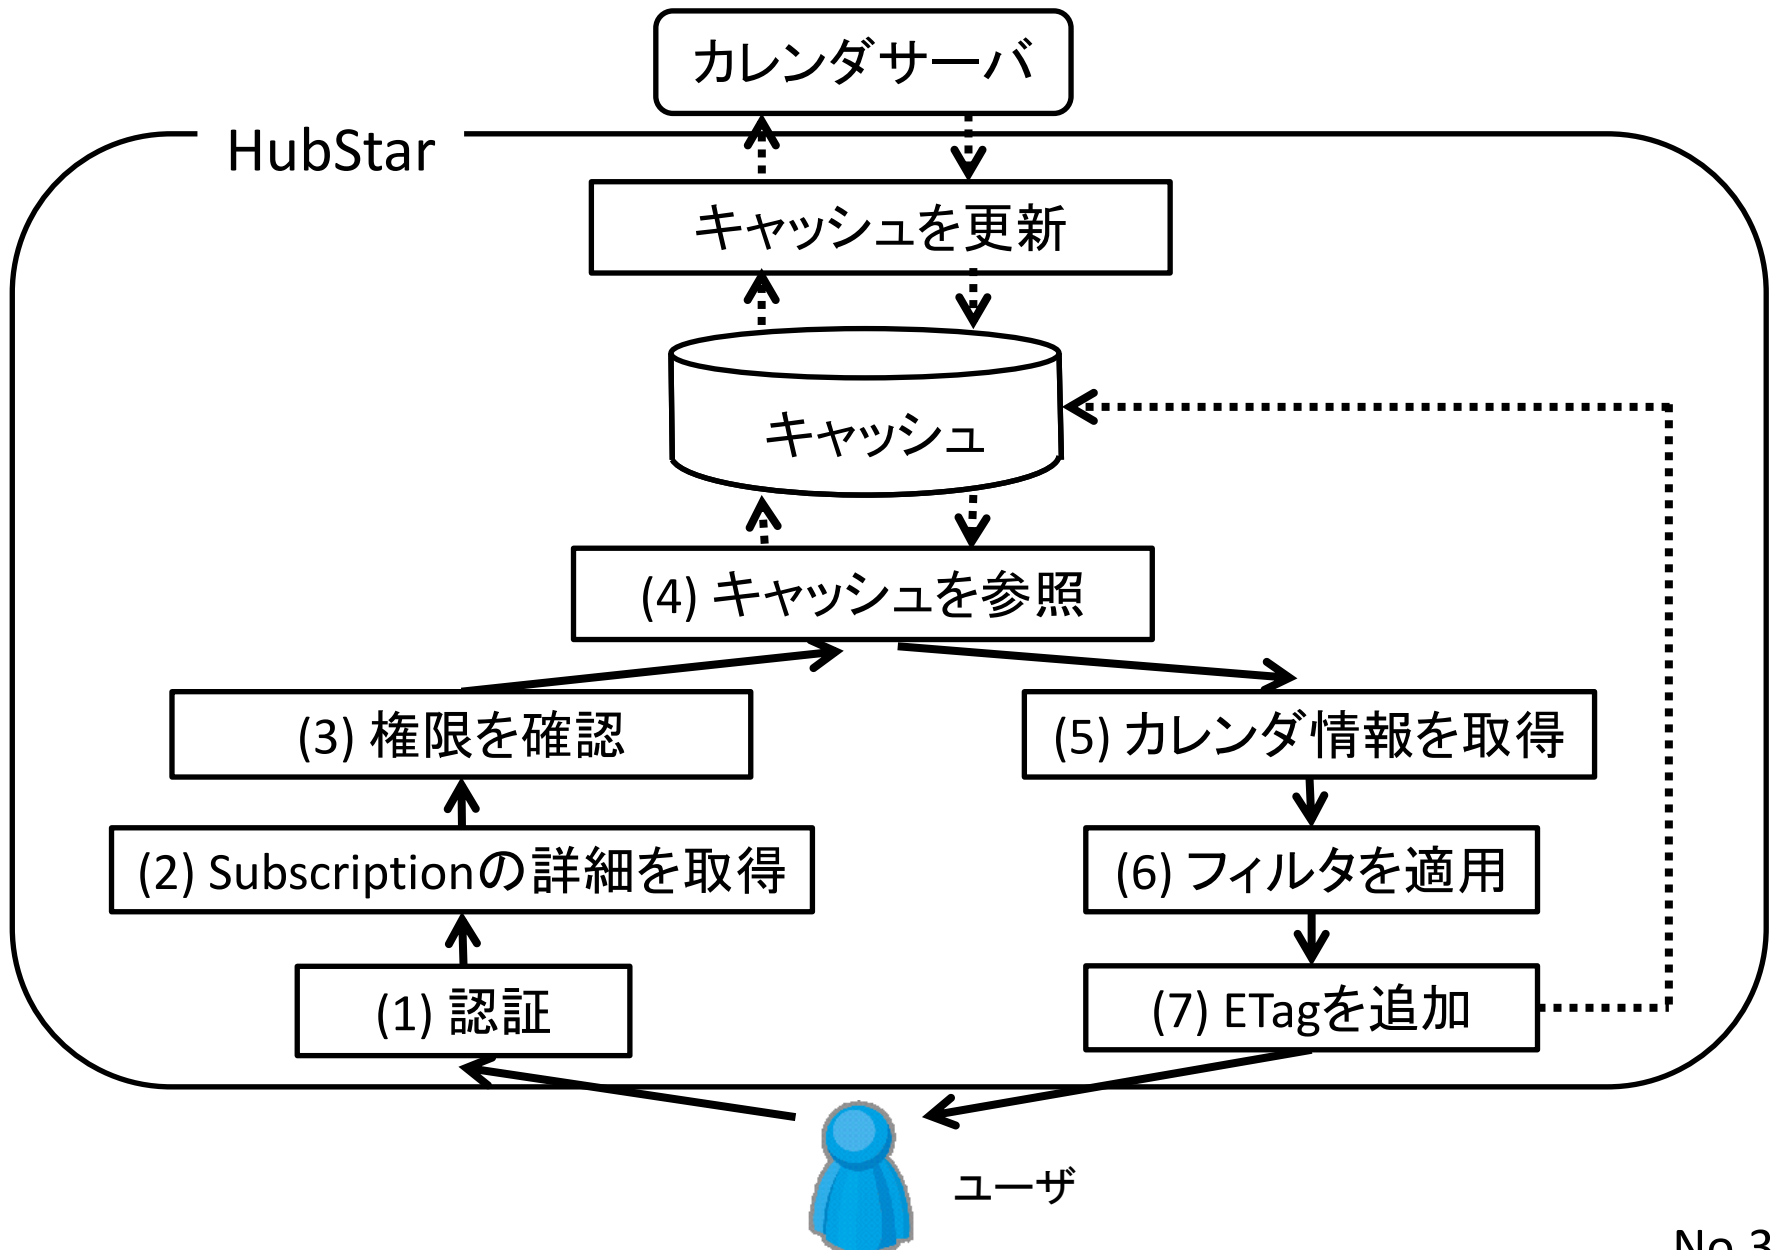 カレンダサーバ
HubStar
キャッシュを更新
キャッシュ
(4) キャッシュを参照
(3) 権限を確認
(5) カレンダ情報を取得
(2) Subscriptionの詳細を取得
(6) フィルタを適用
(1) 認証
(7) ETagを追加
ユーザ
No.3